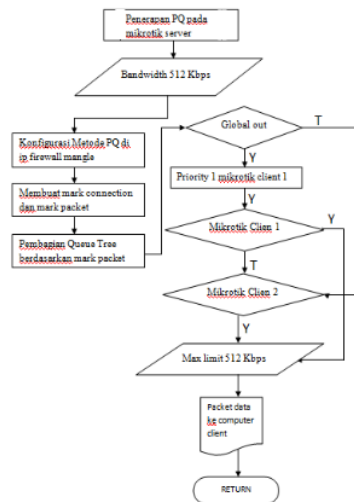 Penerapan PQ pada
mikrotik server
Bandwidth 512 Kbps
Konfigurasi Metode PQ di
ip firewall mangle
Membuat mark connection
dan mark packet
Pembagian Queue Tree
berdasarkan mark packet
Global out
T
Y
Priority 1 mikrotik client 1
Y
Mikrotik Clien 1
Y
T
Mikrotik Clien 2
Y
Max limit 512 Kbps
Packet data
ke computer
client
RETURN